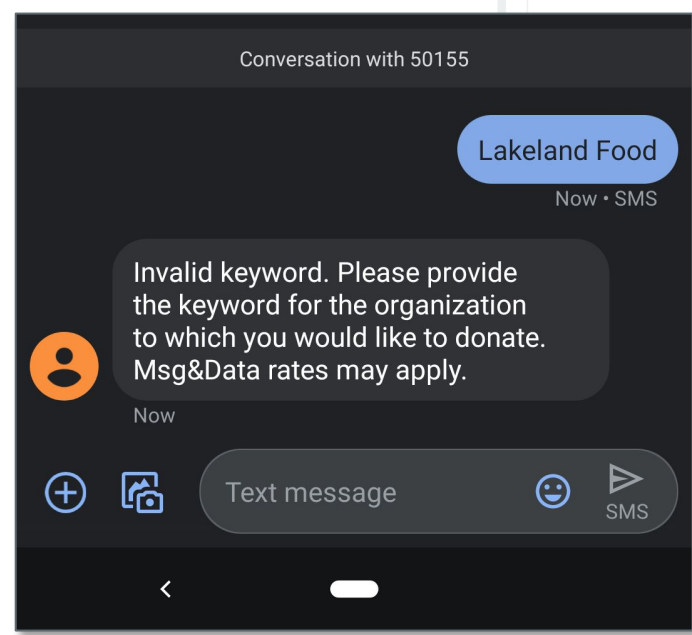 Conversation with 50155
Lakeland Food
Now • SMS
Invalid keyword. Please provide
the keyword for the organization
to which you would like to donate.
Msg&Data rates may apply.
Now
Text message
SMS